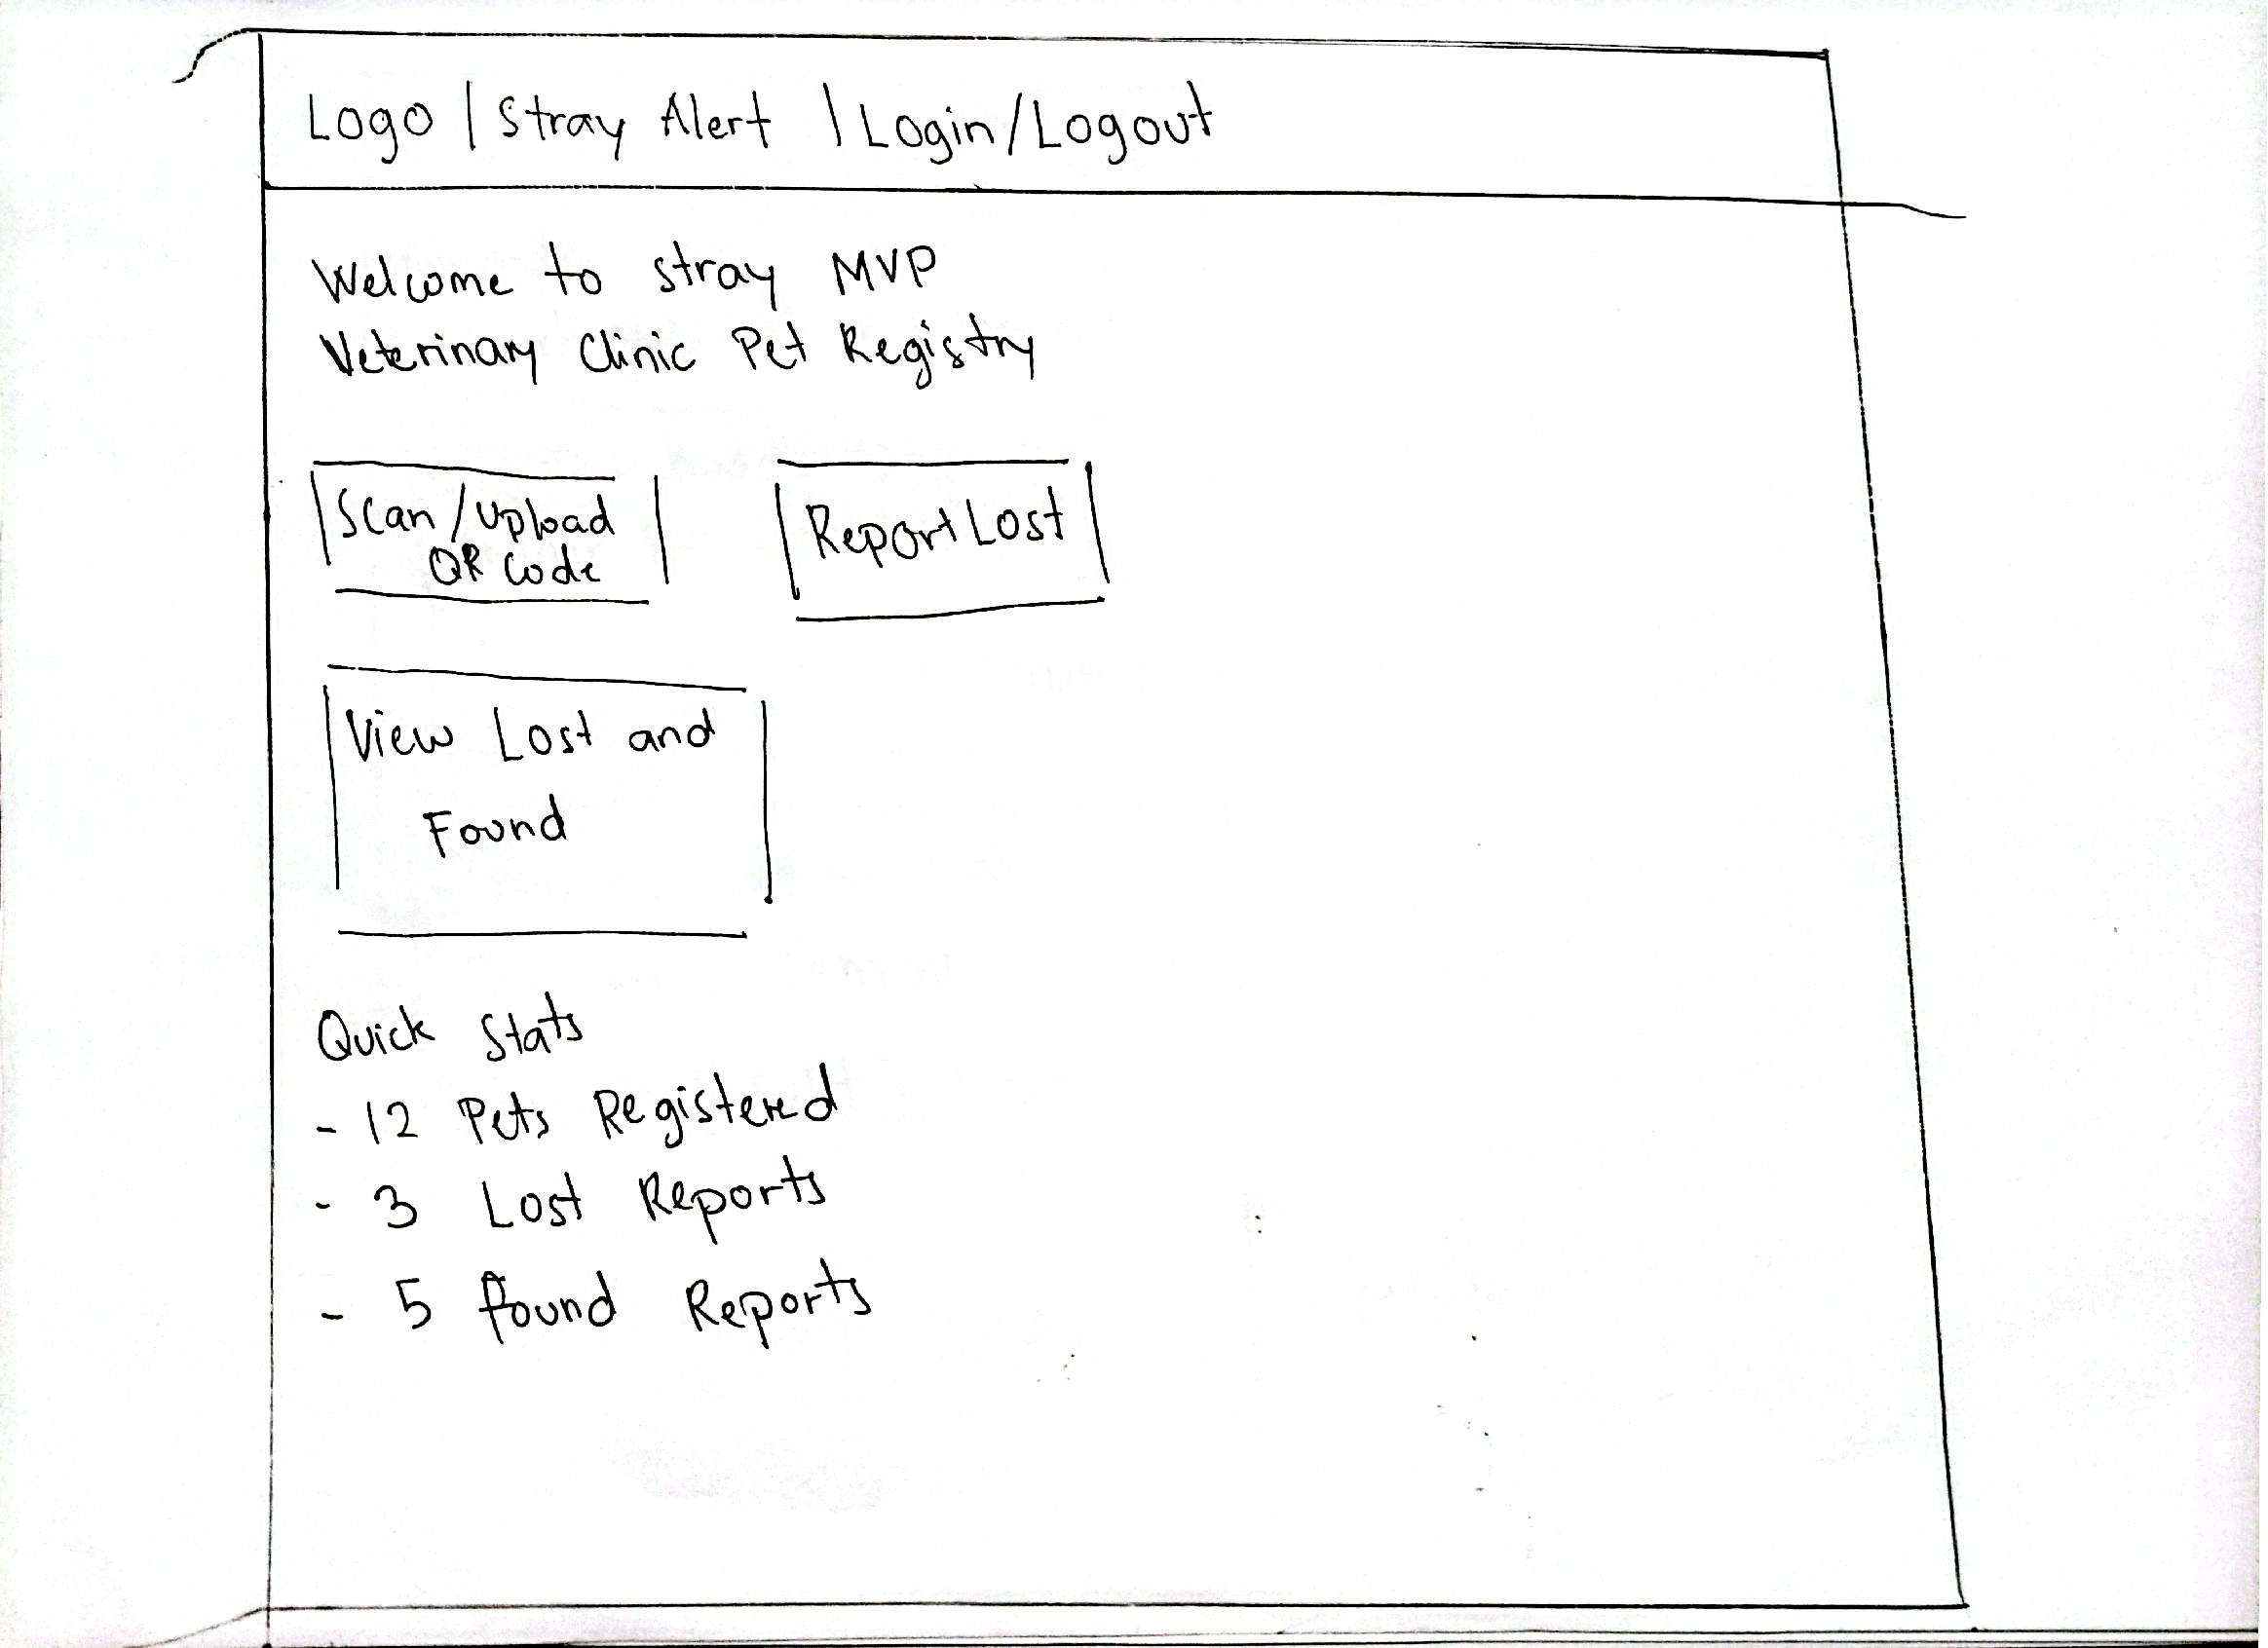 Logo | Stray Alert | Login/Logout
Welcome to stray MVP
Veterinary Clinic Pet Registry
Scan/Upload
QR Code
Report Lost
View Lost and
Found
Quick Stats
- 12 Pets Registered
- 3 Lost Reports
- 5 found Reports